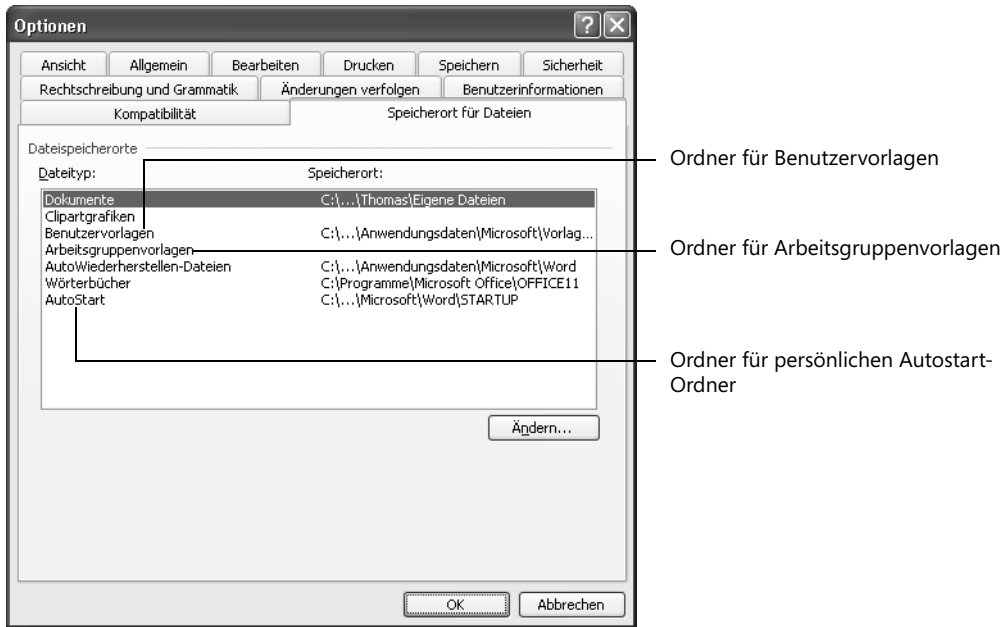 Optionen
Ansicht Allgemein Bearbeiten Drucken Speichern Sicherheit
Rechtschreibung und Grammatik Änderungen verfolgen Benutzerinformationen
Kompatibilität Speicherort für Dateien
Dateispeicherorte
Dateityp: Speicherort:
Dokumente C:\...\Thomas\Eigene Dateien
Clipartgrafiken
Benutzervorlagen C:\...\Anwendungsdaten\Microsoft\Vorlag...
Arbeitsgruppenvorlagen
AutoWiederherstellen-Dateien C:\...\Anwendungsdaten\Microsoft\Word
Wörterbücher C:\Programme\Microsoft Office\OFFICE11
AutoStart C:\...\Microsoft\Word\STARTUP
Ändern...
OK Abbrechen
Ordner für Benutzervorlagen
Ordner für Arbeitsgruppenvorlagen
Ordner für persönlichen Autostart-
Ordner